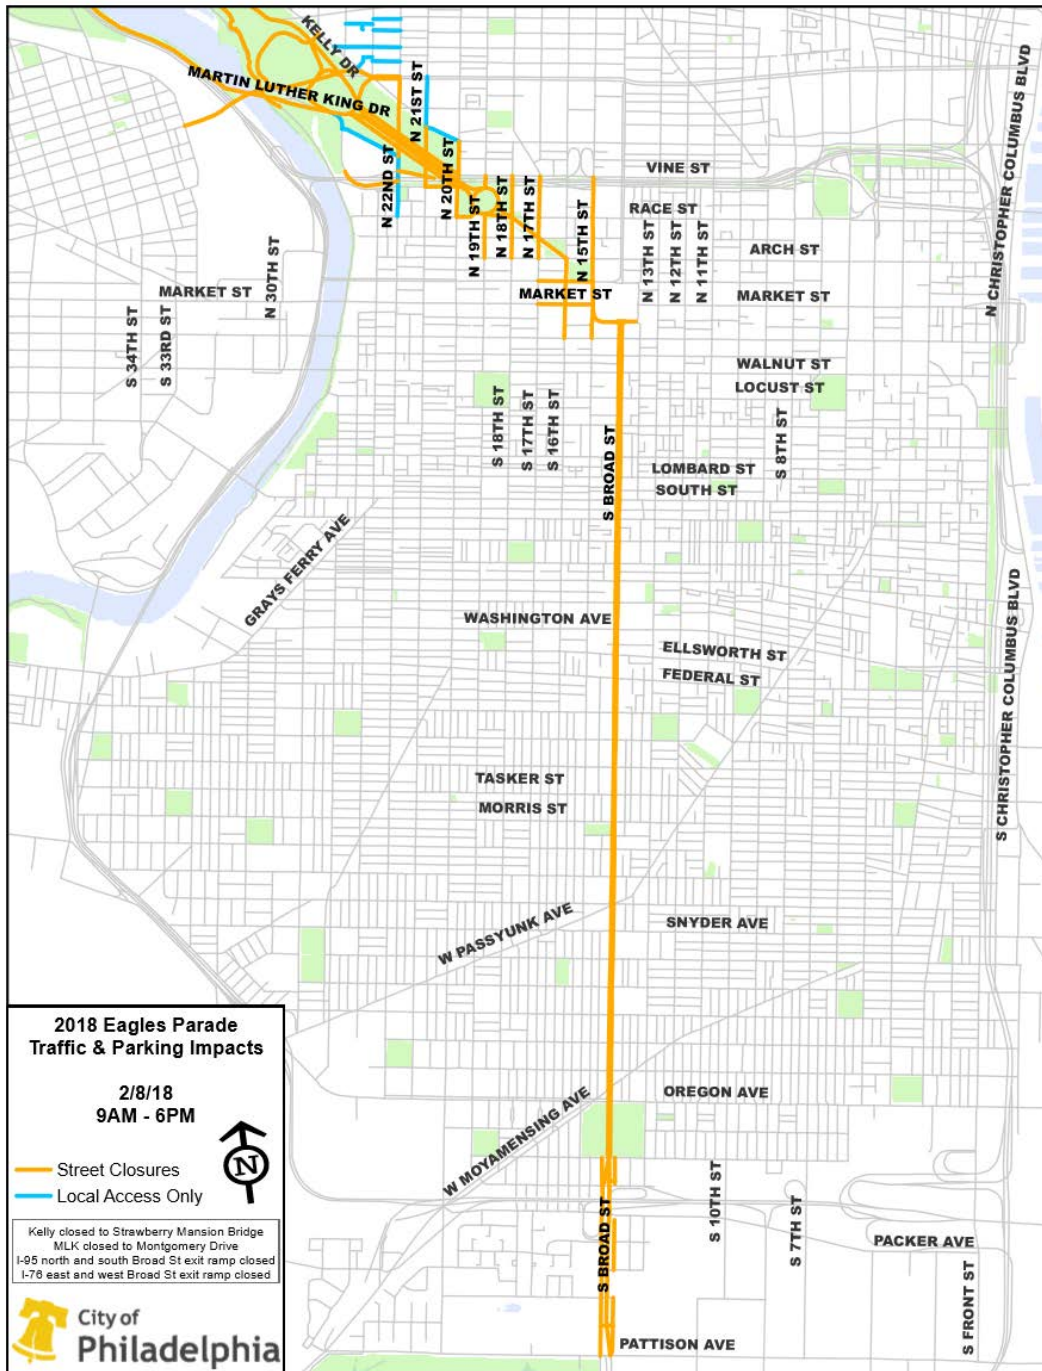 KELLY DR
MARTIN LUTHER KING DR
N 21ST ST
N 22ND ST
N 20TH ST
N 19TH ST
N 18TH ST
N 17TH ST
N 15TH ST
VINE ST
RACE ST
N 13TH ST
N 12TH ST
N 11TH ST
ARCH ST
N CHRISTOPHER COLUMBUS BLVD
MARKET ST
N 30TH ST
MARKET ST
MARKET ST
S 34TH ST
S 33RD ST
WALNUT ST
LOCUST ST
S 18TH ST
S 17TH ST
S 16TH ST
S BROAD ST
S 8TH ST
LOMBARD ST
SOUTH ST
GRAYS FERRY AVE
WASHINGTON AVE
ELLSWORTH ST
FEDERAL ST
S CHRISTOPHER COLUMBUS BLVD
TASKER ST
MORRIS ST
W PASSYUNK AVE
SNYDER AVE
OREGON AVE
W MOYAMENSING AVE
S BROAD ST
S 10TH ST
S 7TH ST
PACKER AVE
S FRONT ST
PATTISON AVE
2018 Eagles Parade
Traffic & Parking Impacts
2/8/18
9AM - 6PM
N
Street Closures
Local Access Only
Kelly closed to Strawberry Mansion Bridge
MLK closed to Montgomery Drive
I-95 north and south Broad St exit ramp closed
I-76 east and west Broad St exit ramp closed
City of
Philadelphia